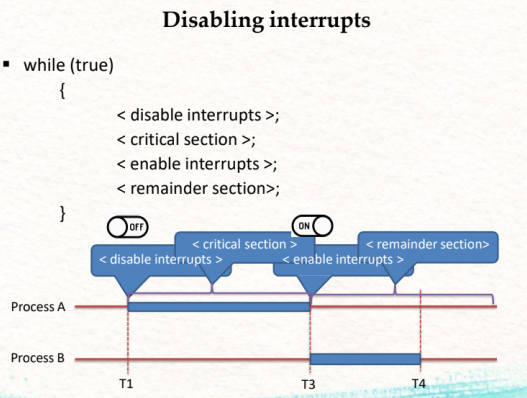 Disabling interrupts
▪ while (true)
{
< disable interrupts >;
< critical section >;
< enable interrupts >;
< remainder section>;
}
OFF
ON
< critical section >
< remainder section>
< disable interrupts >
< enable interrupts >
Process A
Process B
T1
T3
T4